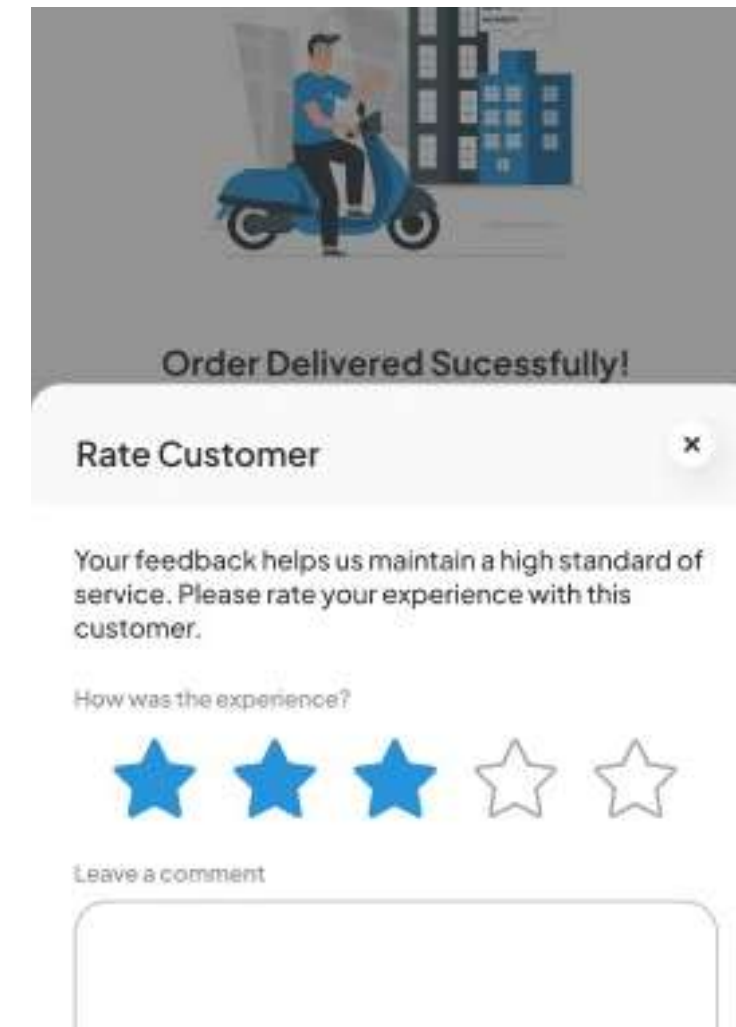 Order Delivered Sucessfully!
Rate Customer
Your feedback helps us maintain a high standard of
service. Please rate your experience with this
customer.
How was the experience?
Leave a comment